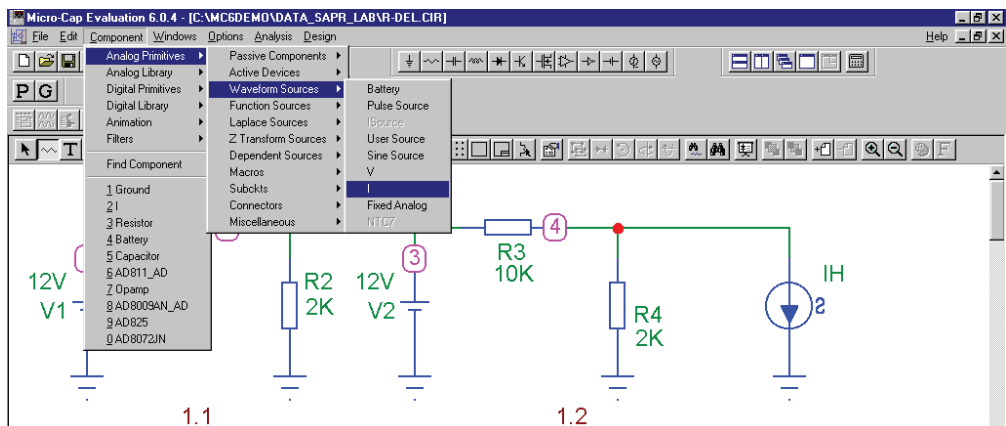 Micro-Cap Evaluation 6.0.4 - [C:\MC6DEMO\DATA_SAPR_LAB\R-DEL.CIR]
File Edit Component Windows Options Analysis Design Help
Analog Primitives
Analog Library
Digital Primitives
Digital Library
Animation
Filters
Find Component
1 Ground
2 I
3 Resistor
4 Battery
5 Capacitor
6 AD811_AD
7 Opamp
8 AD8009AN_AD
9 AD825
0 AD8072JN
Passive Components
Active Devices
Waveform Sources
Function Sources
Laplace Sources
Z Transform Sources
Dependent Sources
Macros
Subckts
Connectors
Miscellaneous
Battery
Pulse Source
ISource
User Source
Sine Source
V
I
Fixed Analog
NTC7
P G
T
F
12V
V1
R2
2K
3
12V
V2
R3
10K
4
R4
2K
IH
1.1
1.2